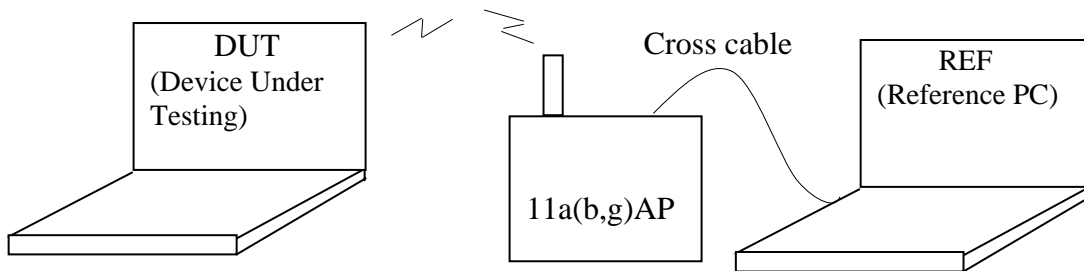 DUT
(Device Under
Testing)
Cross cable
REF
(Reference PC)
11a(b,g)AP